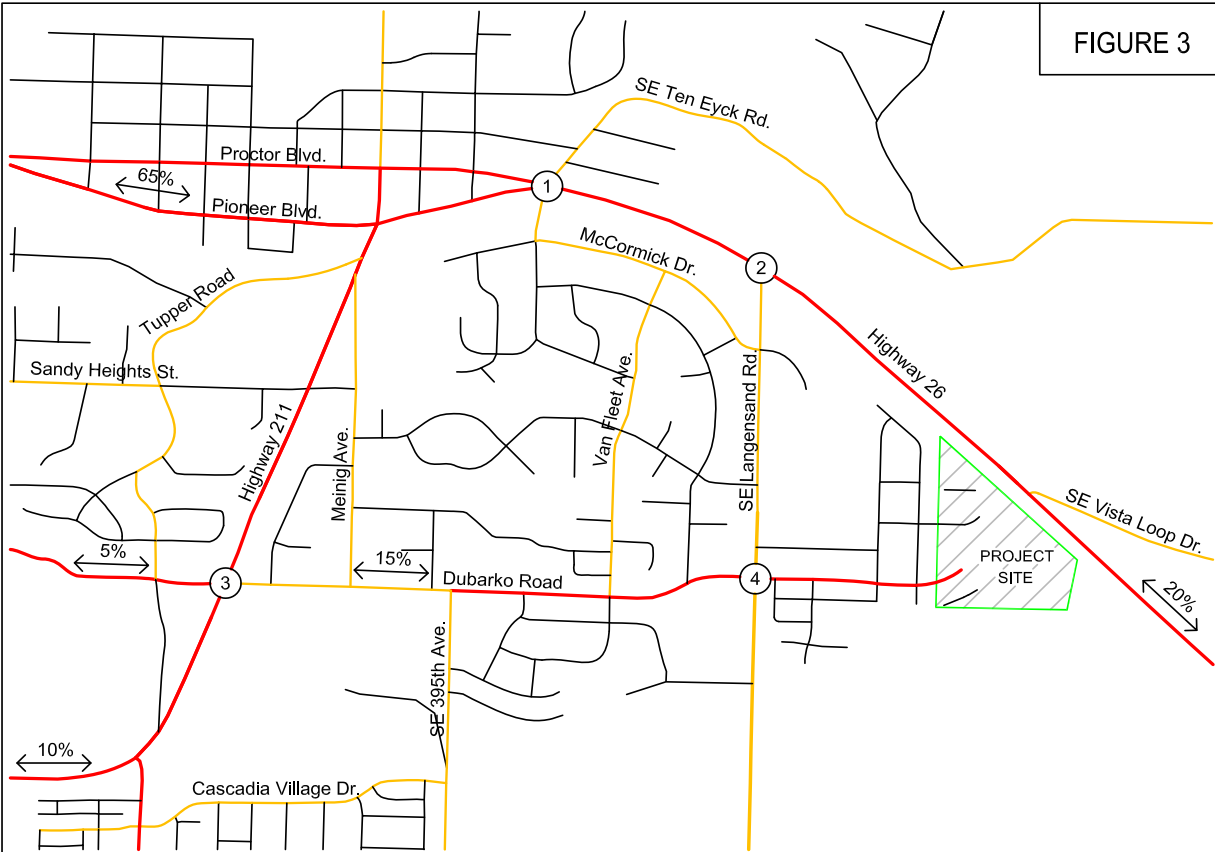 FIGURE 3
SE Ten Eyck Rd.
Proctor Blvd.
65%
1
Pioneer Blvd.
McCormick Dr.
2
Tupper Road
Highway 26
Sandy Heights St.
Highway 211
Meinig Ave.
Van Fleet Ave.
SE Langensand Rd.
SE Vista Loop Dr.
5%
15%
PROJECT
SITE
3
Dubarko Road
4
20%
SE 395th Ave.
10%
Cascadia Village Dr.